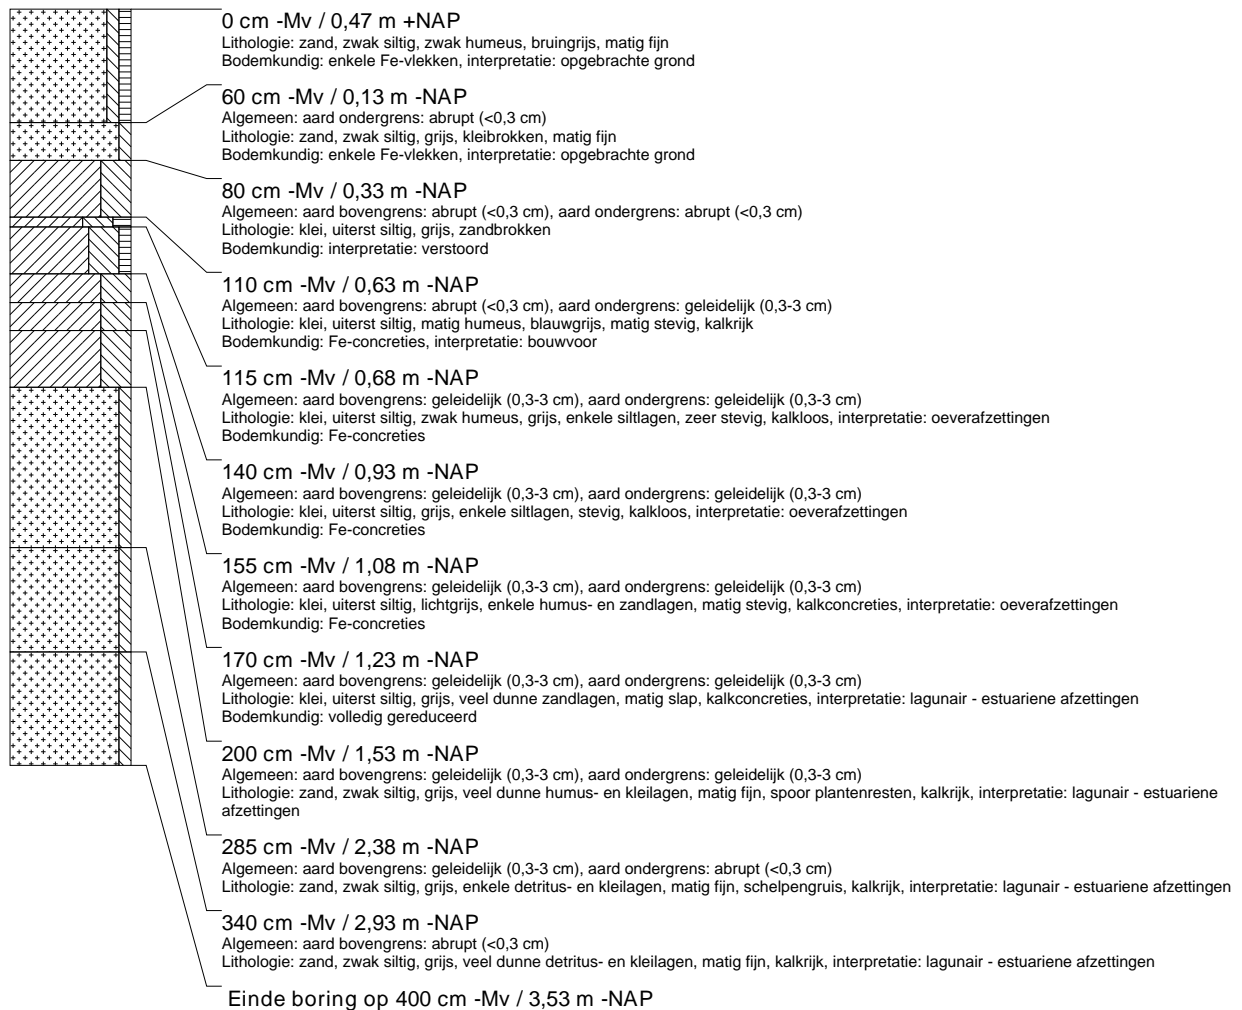 0 cm -Mv / 0,47 m +NAP
Lithologie: zand, zwak siltig, zwak humeus, bruingrijs, matig fijn
Bodemkundig: enkele Fe-vlekken, interpretatie: opgebrachte grond
60 cm -Mv / 0,13 m -NAP
Algemeen: aard ondergrens: abrupt (<0,3 cm)
Lithologie: zand, zwak siltig, grijs, kleibrokken, matig fijn
Bodemkundig: enkele Fe-vlekken, interpretatie: opgebrachte grond
80 cm -Mv / 0,33 m -NAP
Algemeen: aard bovengrens: abrupt (<0,3 cm), aard ondergrens: abrupt (<0,3 cm)
Lithologie: klei, uiterst siltig, grijs, zandbrokken
Bodemkundig: interpretatie: verstoord
110 cm -Mv / 0,63 m -NAP
Algemeen: aard bovengrens: abrupt (<0,3 cm), aard ondergrens: geleidelijk (0,3-3 cm)
Lithologie: klei, uiterst siltig, matig humeus, blauwgrijs, matig stevig, kalkrijk
Bodemkundig: Fe-concreties, interpretatie: bouwvoor
115 cm -Mv / 0,68 m -NAP
Algemeen: aard bovengrens: geleidelijk (0,3-3 cm), aard ondergrens: geleidelijk (0,3-3 cm)
Lithologie: klei, uiterst siltig, zwak humeus, grijs, enkele siltlagen, zeer stevig, kalkloos, interpretatie: oeverafzettingen
Bodemkundig: Fe-concreties
140 cm -Mv / 0,93 m -NAP
Algemeen: aard bovengrens: geleidelijk (0,3-3 cm), aard ondergrens: geleidelijk (0,3-3 cm)
Lithologie: klei, uiterst siltig, grijs, enkele siltlagen, stevig, kalkloos, interpretatie: oeverafzettingen
Bodemkundig: Fe-concreties
155 cm -Mv / 1,08 m -NAP
Algemeen: aard bovengrens: geleidelijk (0,3-3 cm), aard ondergrens: geleidelijk (0,3-3 cm)
Lithologie: klei, uiterst siltig, lichtgrijs, enkele humus- en zandlagen, matig stevig, kalkconcreties, interpretatie: oeverafzettingen
Bodemkundig: Fe-concreties
170 cm -Mv / 1,23 m -NAP
Algemeen: aard bovengrens: geleidelijk (0,3-3 cm), aard ondergrens: geleidelijk (0,3-3 cm)
Lithologie: klei, uiterst siltig, grijs, veel dunne zandlagen, matig slap, kalkconcreties, interpretatie: lagunair - estuariene afzettingen
Bodemkundig: volledig gereduceerd
200 cm -Mv / 1,53 m -NAP
Algemeen: aard bovengrens: geleidelijk (0,3-3 cm), aard ondergrens: geleidelijk (0,3-3 cm)
Lithologie: zand, zwak siltig, grijs, veel dunne humus- en kleilagen, matig fijn, spoor plantenresten, kalkrijk, interpretatie: lagunair - estuariene
afzettingen
285 cm -Mv / 2,38 m -NAP
Algemeen: aard bovengrens: geleidelijk (0,3-3 cm), aard ondergrens: abrupt (<0,3 cm)
Lithologie: zand, zwak siltig, grijs, enkele detritus- en kleilagen, matig fijn, schelpengruis, kalkrijk, interpretatie: lagunair - estuariene afzettingen
340 cm -Mv / 2,93 m -NAP
Algemeen: aard bovengrens: abrupt (<0,3 cm)
Lithologie: zand, zwak siltig, grijs, veel dunne detritus- en kleilagen, matig fijn, kalkrijk, interpretatie: lagunair - estuariene afzettingen
Einde boring op 400 cm -Mv / 3,53 m -NAP